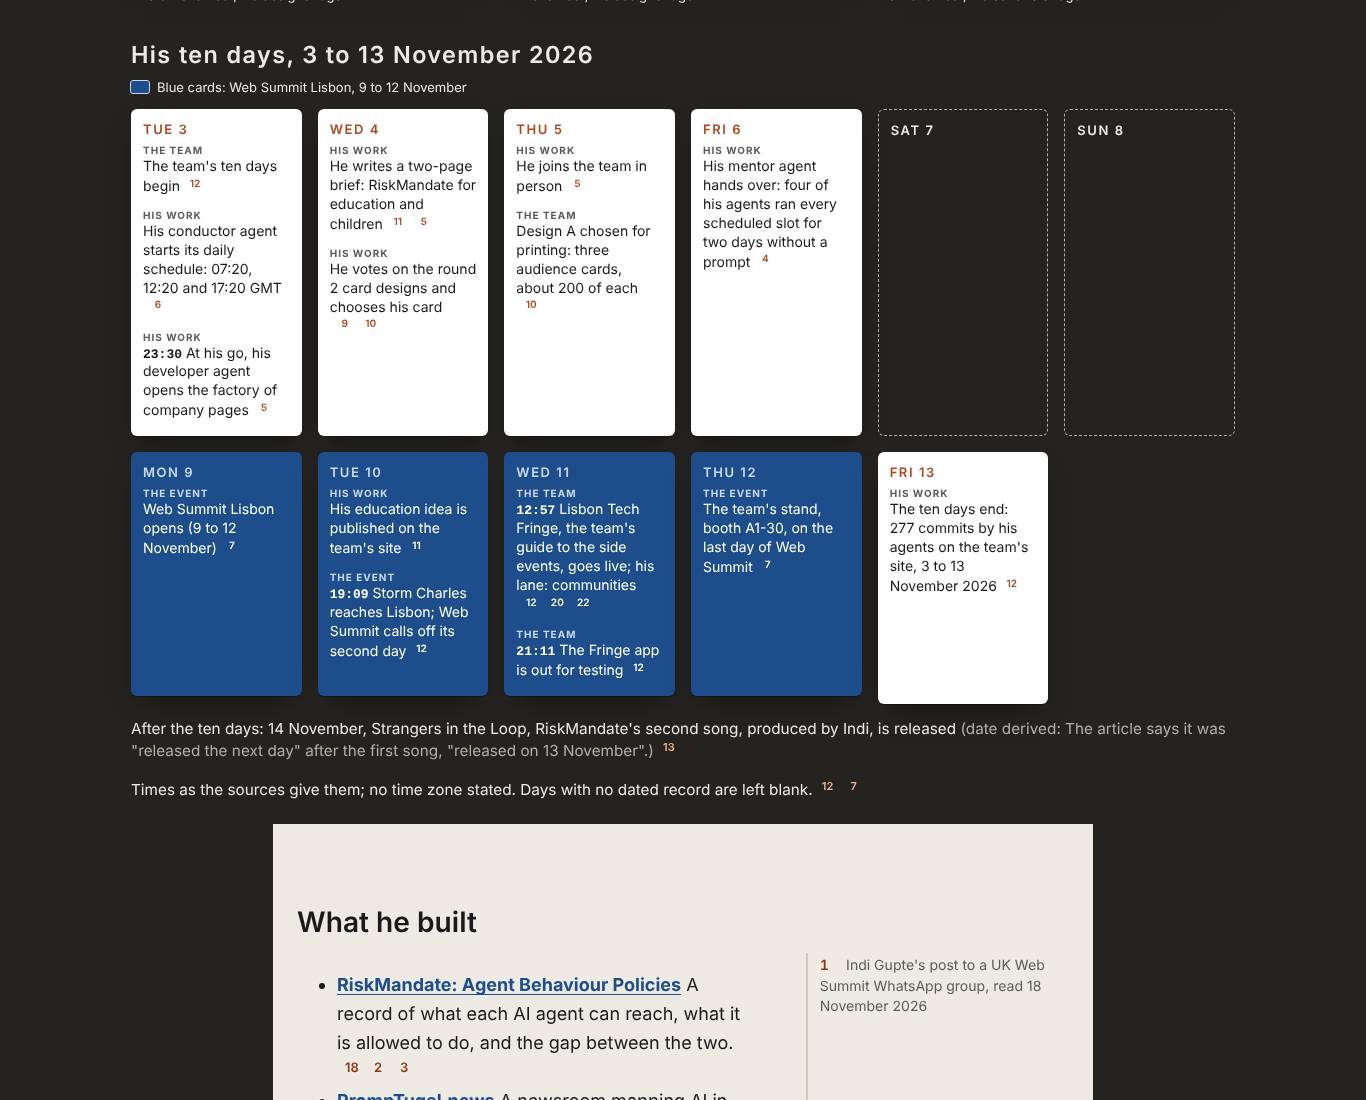 His ten days, 3 to 13 November 2026
Blue cards: Web Summit Lisbon, 9 to 12 November
TUE 3
THE TEAM
The team's ten days
begin 12
HIS WORK
His conductor agent
starts its daily
schedule: 07:20,
12:20 and 17:20 GMT
6
HIS WORK
23:30 At his go, his
developer agent
opens the factory of
company pages 5
WED 4
HIS WORK
He writes a two-page
brief: RiskMandate for
education and
children 11 5
HIS WORK
He votes on the round
2 card designs and
chooses his card
9 10
THU 5
HIS WORK
He joins the team in
person 5
THE TEAM
Design A chosen for
printing: three
audience cards,
about 200 of each
10
FRI 6
HIS WORK
His mentor agent
hands over: four of
his agents ran every
scheduled slot for
two days without a
prompt 4
SAT 7
SUN 8
MON 9
THE EVENT
Web Summit Lisbon
opens (9 to 12
November) 7
TUE 10
HIS WORK
His education idea is
published on the
team's site 11
THE EVENT
19:09 Storm Charles
reaches Lisbon; Web
Summit calls off its
second day 12
WED 11
THE TEAM
12:57 Lisbon Tech
Fringe, the team's
guide to the side
events, goes live; his
lane: communities
12 20 22
THE TEAM
21:11 The Fringe app
is out for testing 12
THU 12
THE EVENT
The team's stand,
booth A1-30, on the
last day of Web
Summit 7
FRI 13
HIS WORK
The ten days end:
277 commits by his
agents on the team's
site, 3 to 13
November 2026 12
After the ten days: 14 November, Strangers in the Loop, RiskMandate's second song, produced by Indi, is released (date derived: The article says it was
"released the next day" after the first song, "released on 13 November".) 13
Times as the sources give them; no time zone stated. Days with no dated record are left blank. 12 7
What he built
RiskMandate: Agent Behaviour Policies A
record of what each AI agent can reach, what it
is allowed to do, and the gap between the two.
18 2 3
1 Indi Gupte's post to a UK Web
Summit WhatsApp group, read 18
November 2026